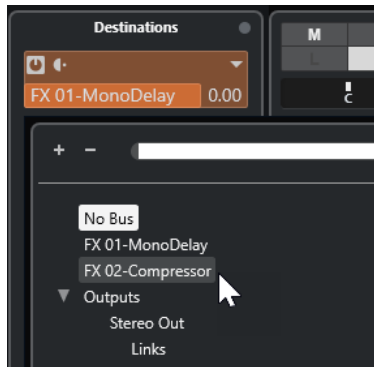 Destinations
M
L
FX 01-MonoDelay 0.00
C
+ -
No Bus
FX 01-MonoDelay
FX 02-Compressor
Outputs
Stereo Out
Links